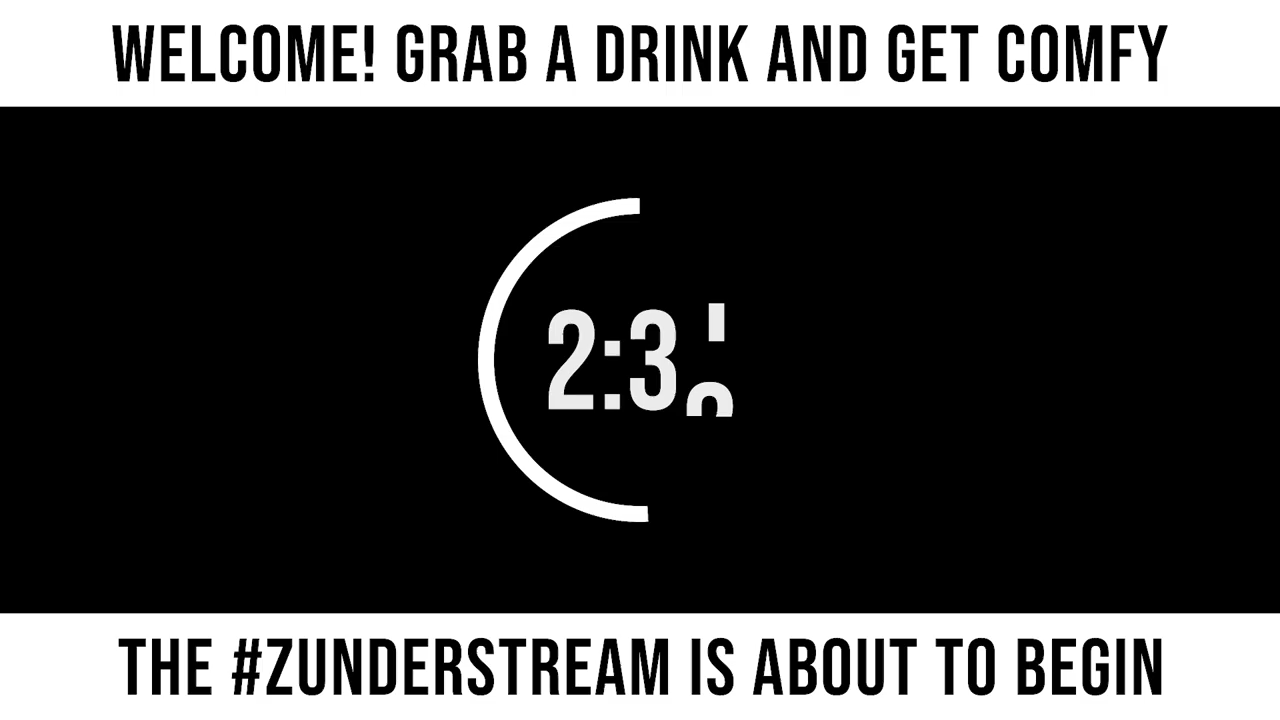 WELCOME! GRAB A DRINK AND GET COMFY
2:3
THE #ZUNDERSTREAM IS ABOUT TO BEGIN